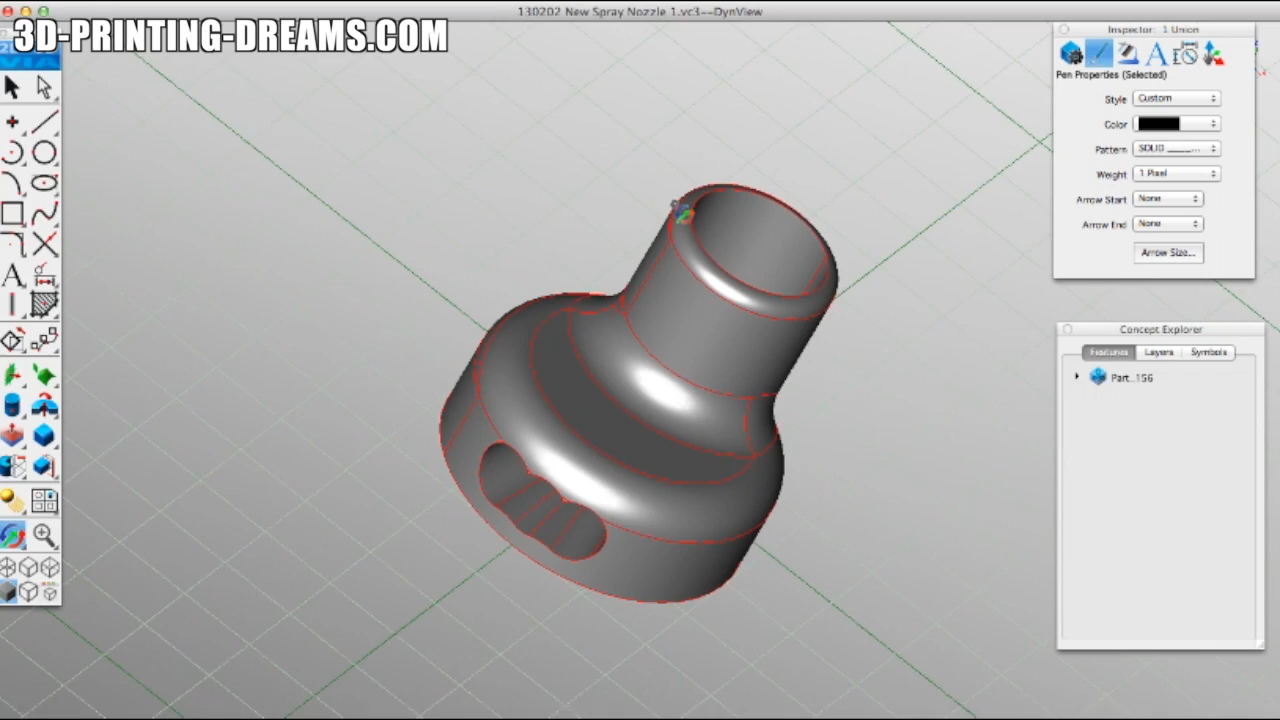 130202 New Spray Nozzle 1.vc3--DynView
3D-PRINTING-DREAMS.COM
Inspector: 1 Union
Pen Properties (Selected)
Style Custom
Color
Pattern SOLID ____...
Weight 1 Pixel
Arrow Start None
Arrow End None
Arrow Size...
Concept Explorer
Features Layers Symbols
Part_156